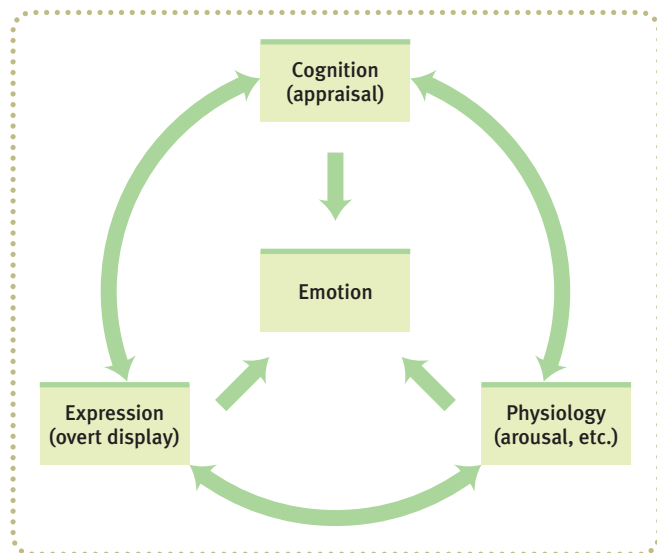 Cognition
(appraisal)
Emotion
Expression
(overt display)
Physiology
(arousal, etc.)